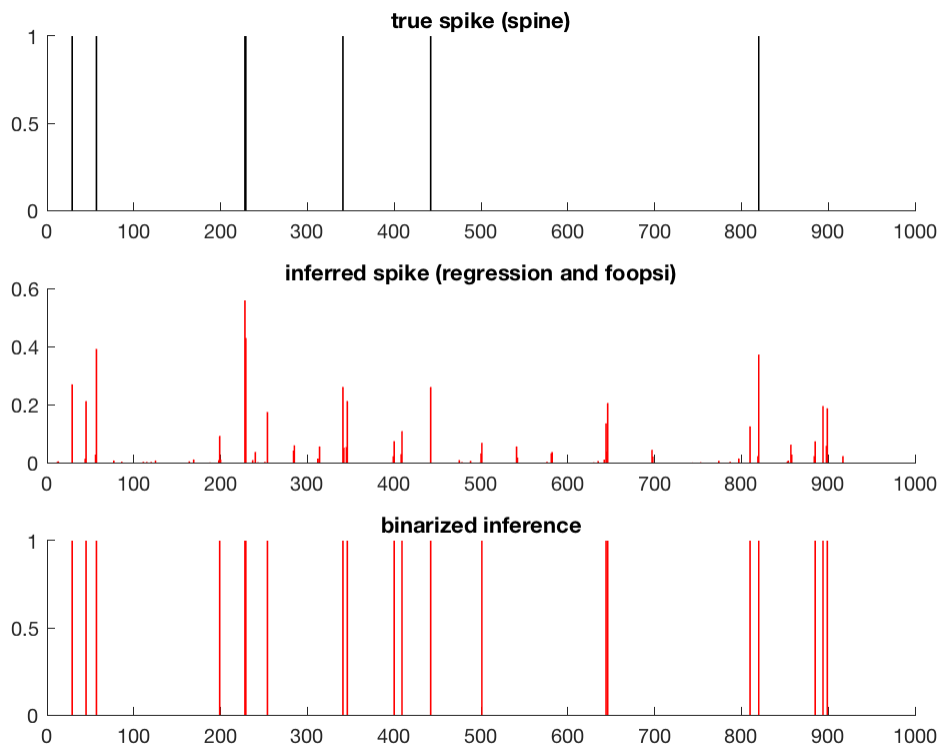 true spike (spine)
1
0.5
0
0 100 200 300 400 500 600 700 800 900 1000
inferred spike (regression and foopsi)
0.6
0.4
0.2
0
0 100 200 300 400 500 600 700 800 900 1000
binarized inference
1
0.5
0
0 100 200 300 400 500 600 700 800 900 1000